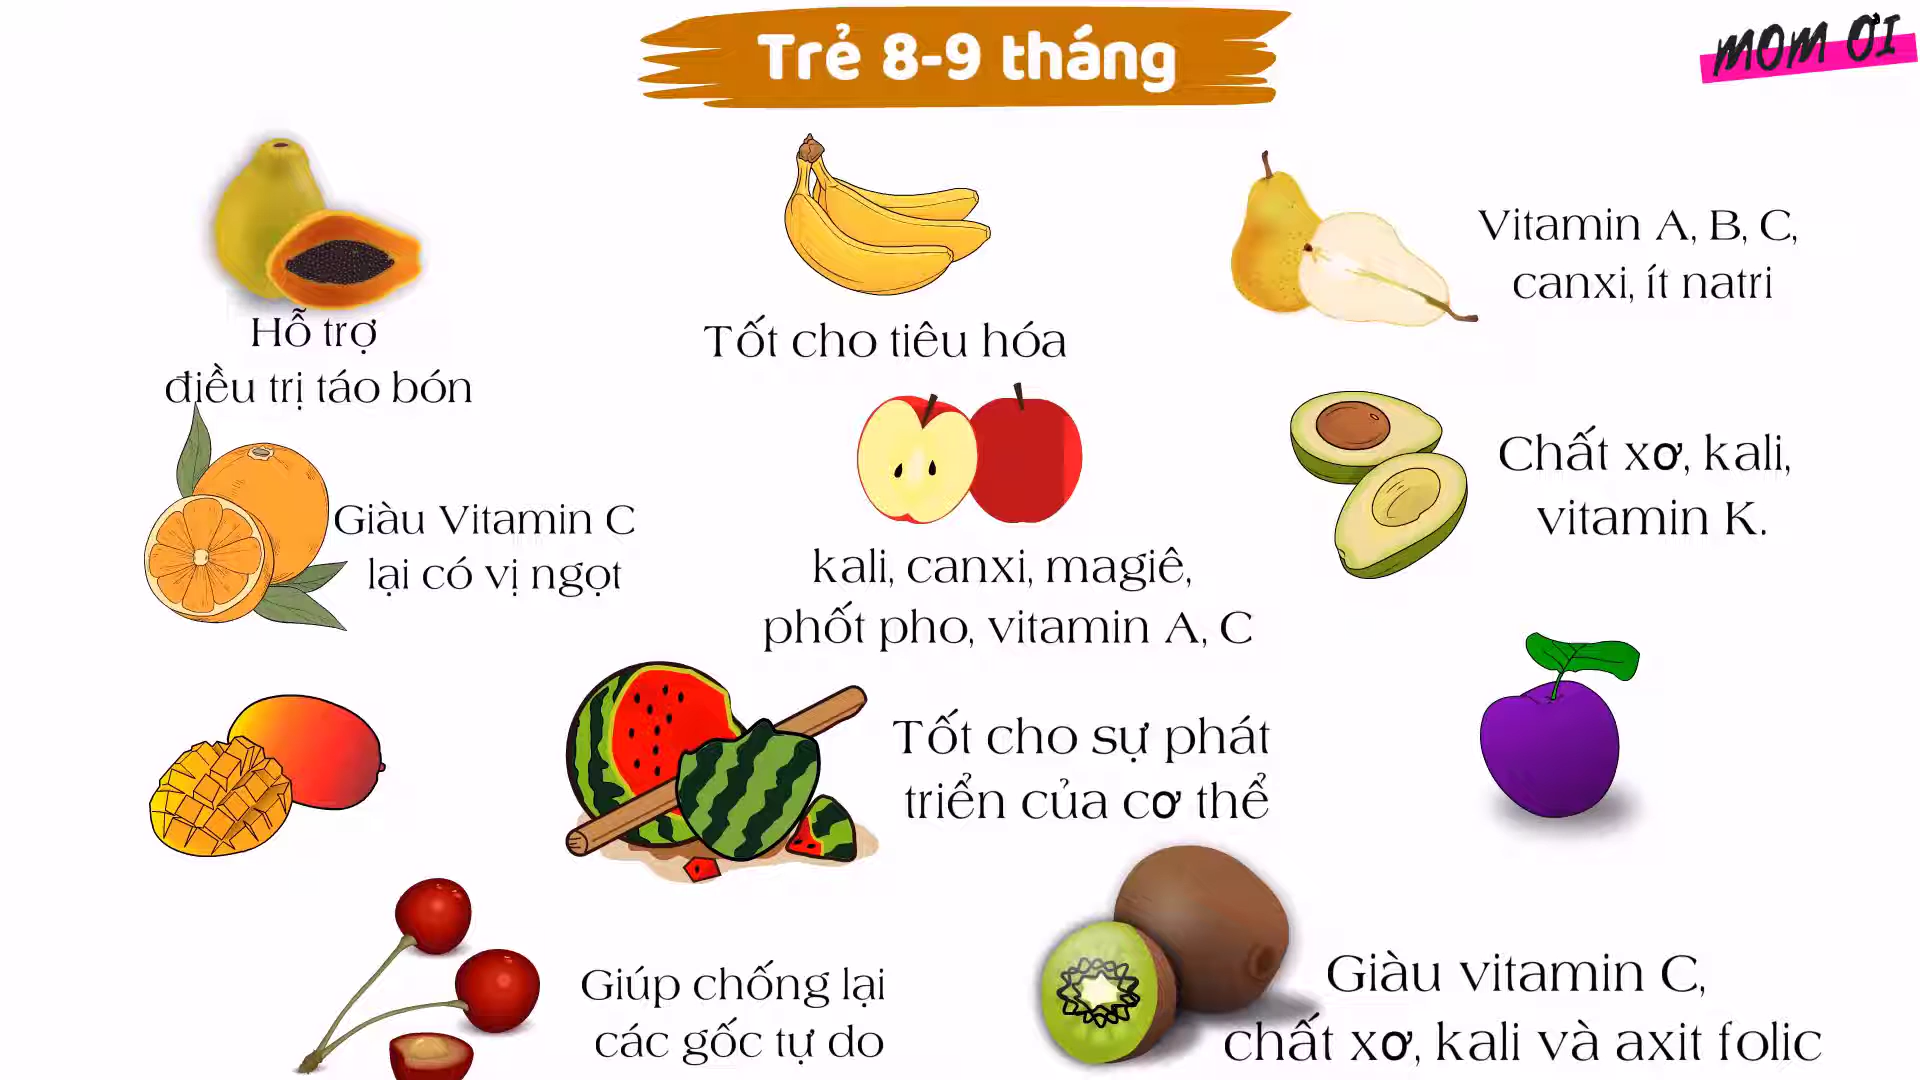 Trẻ 8-9 tháng
MOM ƠI
Hỗ trợ
điều trị táo bón
Tốt cho tiêu hóa
Vitamin A, B, C,
canxi, ít natri
Giàu Vitamin C
lại có vị ngọt
kali, canxi, magiê,
phốt pho, vitamin A, C
Chất xơ, kali,
vitamin K.
Tốt cho sự phát
triển của cơ thể
Giúp chống lại
các gốc tự do
Giàu vitamin C,
chất xơ, kali và axit folic